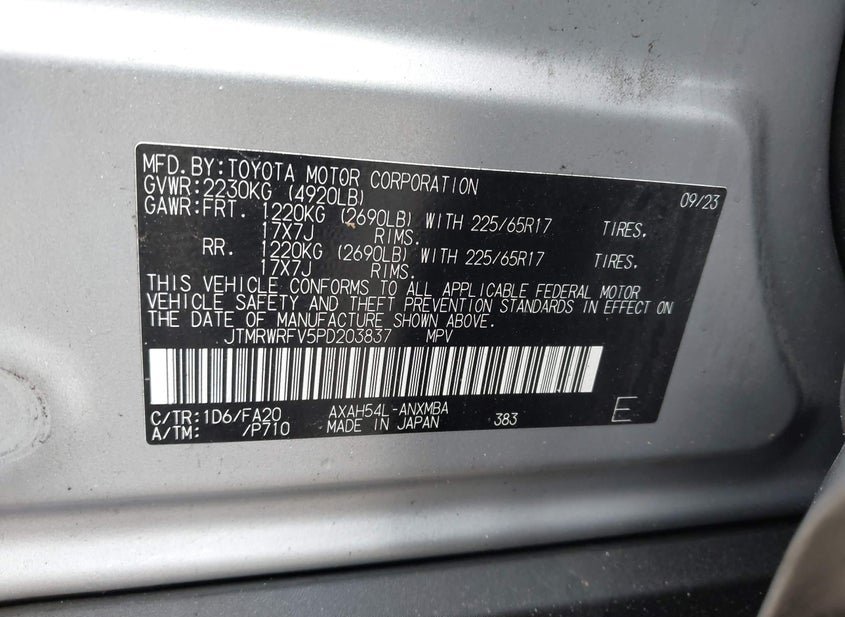 MFD. BY:TOYOTA MOTOR CORPORATION 09/23
GVWR:2230KG (4920LB)
GAWR:FRT. 1220KG (2690LB) WITH 225/65R17 TIRES.
17X7J RIMS.
RR. 1220KG (2690LB) WITH 225/65R17 TIRES.
17X7J RIMS.
THIS VEHICLE CONFORMS TO ALL APPLICABLE FEDERAL MOTOR
VEHICLE SAFETY AND THEFT PREVENTION STANDARDS IN EFFECT ON
THE DATE OF MANUFACTURE SHOWN ABOVE.
JTMRWRFV5PD203837 MPV
C/TR:1D6/FA20 AXAH54L-ANXMBA 383 E
A/TM: /P710 MADE IN JAPAN